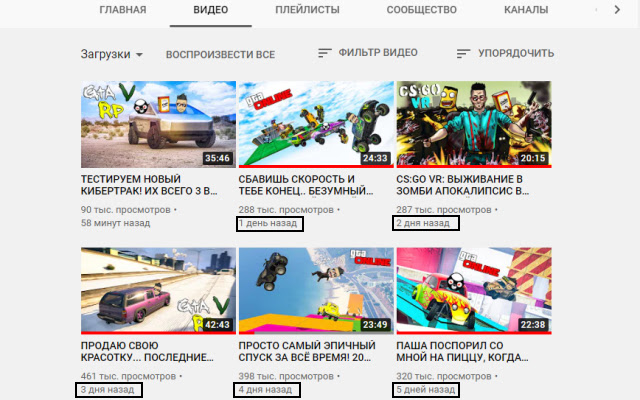 ГЛАВНАЯ ВИДЕО ПЛЕЙЛИСТЫ СООБЩЕСТВО КАНАЛЫ
Загрузки ВОСПРОИЗВЕСТИ ВСЕ ФИЛЬТР ВИДЕО УПОРЯДОЧИТЬ
GTA V
RP
35:46
ТЕСТИРУЕМ НОВЫЙ
КИБЕРТРАК! ИХ ВСЕГО 3 В...
90 тыс. просмотров •
58 минут назад
gta
ONLINE
24:33
СБАВИШЬ СКОРОСТЬ И
ТЕБЕ КОНЕЦ.. БЕЗУМНЫЙ...
288 тыс. просмотров •
1 день назад
CS:GO
VR
20:15
CS:GO VR: ВЫЖИВАНИЕ В
ЗОМБИ АПОКАЛИПСИС В...
287 тыс. просмотров •
2 дня назад
GTA V
RP
42:43
ПРОДАЮ СВОЮ
КРАСОТКУ... ПОСЛЕДНИЕ...
461 тыс. просмотров •
3 дня назад
gta
ONLINE
23:49
ПРОСТО САМЫЙ ЭПИЧНЫЙ
СПУСК ЗА ВСЁ ВРЕМЯ! 20...
398 тыс. просмотров •
4 дня назад
gta
ONLINE
22:38
ПАША ПОСПОРИЛ СО
МНОЙ НА ПИЦЦУ, КОГДА...
320 тыс. просмотров •
5 дней назад